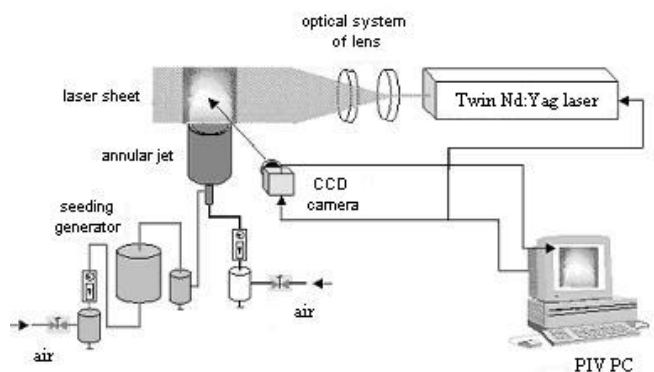 optical system
of lens
laser sheet
Twin Nd:Yag laser
annular jet
CCD
camera
seeding
generator
air
air
PIV PC